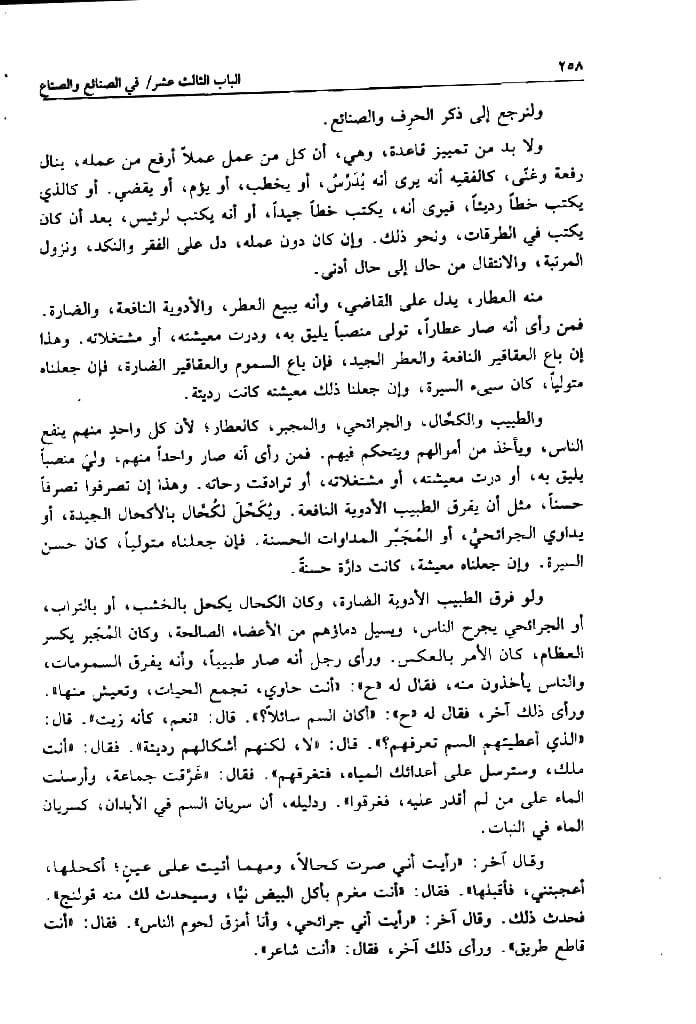 ٢٥٨
الباب الثالث عشر/ في الصنائع والصناع
ولنرجع إلى ذكر الحرف والصنائع.
ولا بد من تمييز قاعدة، وهي، أن كل من عمل عملاً أرفع من عمله، ينال
رفعة وغنًى، كالفقيه أنه يرى أنه يُدَرِّسُ، أو يخطب، أو يؤم، أو يقضي. أو كالذي
يكتب خطاً رديئاً، فيرى أنه، يكتب خطاً جيداً، أو أنه يكتب لرئيس، بعد أن كان
يكتب في الطرقات، ونحو ذلك. وإن كان دون عمله، دل على الفقر والنكد، ونزول
المرتبة، والانتقال من حال إلى حال أدنى.
منه العطار، يدل على القاضي، وأنه يبيع العطر، والأدوية النافعة، والضارة.
فمن رأى أنه صار عطاراً، تولى منصباً يليق به، ودرت معيشته، أو مشتغلاته. وهذا
إن باع العقاقير النافعة والعطر الجيد، فإن باع السموم والعقاقير الضارة، فإن جعلناه
متولياً، كان سيىء السيرة، وإن جعلنا ذلك معيشته كانت رديئة.
والطبيب والكحّال، والجرائحي، والمجبر، كالعطار؛ لأن كل واحدٍ منهم ينفع
الناس، ويأخذ من أموالهم ويتحكم فيهم. فمن رأى أنه صار واحداً منهم، وليَ منصباً
يليق به، أو درت معيشته، أو مشتغلاته، أو ترادفت رحاته. وهذا إن تصرفوا تصرفاً
حسناً، مثل أن يفرق الطبيب الأدوية النافعة. ويُكَحْلَ لكُحْال بالأكحال الجيدة، أو
يداوي الجرائحيُّ، أو المُجَبِّر المداوات الحسنة. فإن جعلناه متولياً، كان حسن
السيرة. وإن جعلناه معيشة، كانت دارّة حسنةً.
ولو فرق الطبيب الأدوية الضارة، وكان الكحال يكحل بالخشب، أو بالتراب،
أو الجرائحي يجرح الناس، ويسيل دماؤهم من الأعضاء الصالحة، وكان المُجَبر يكسر
العظام، كان الأمر بالعكس. ورأى رجل أنه صار طبيباً، وأنه يفرق السمومات،
والناس يأخذون منه، فقال له «ح»: «أنت حاوي، تجمع الحيات، وتعيش منها».
ورأى ذلك آخر، فقال له «ح»: «أكان السم سائلاً؟». قال: «نعم، كأنه زيت». قال:
«الذي أعطيتهم السم تعرفهم؟». قال: «لا، لكنهم أشكالهم رديئة». فقال: «أنت
ملك، وسترسل على أعدائك المياه، فتغرقهم». فقال: «غَرَّقت جماعة، وأرسلت
الماء على من لم أقدر عليه، فغرقوا». ودليله، أن سريان السم في الأبدان، كسريان
الماء في النبات.
وقال آخر: «رأيت أني صرت كحالاً، ومهما أتيت على عينٍ؛ أكحلها،
أعجبتني، فأقبلها». فقال: «أنت مغرم بأكل البيض نيًّا، وسيحدث لك منه قولنج».
فحدث ذلك. وقال آخر: «رأيت أني جرائحي، وأنا أمزق لحوم الناس». فقال: «أنت
قاطع طريق». ورأى ذلك آخر، فقال: «أنت شاعر».